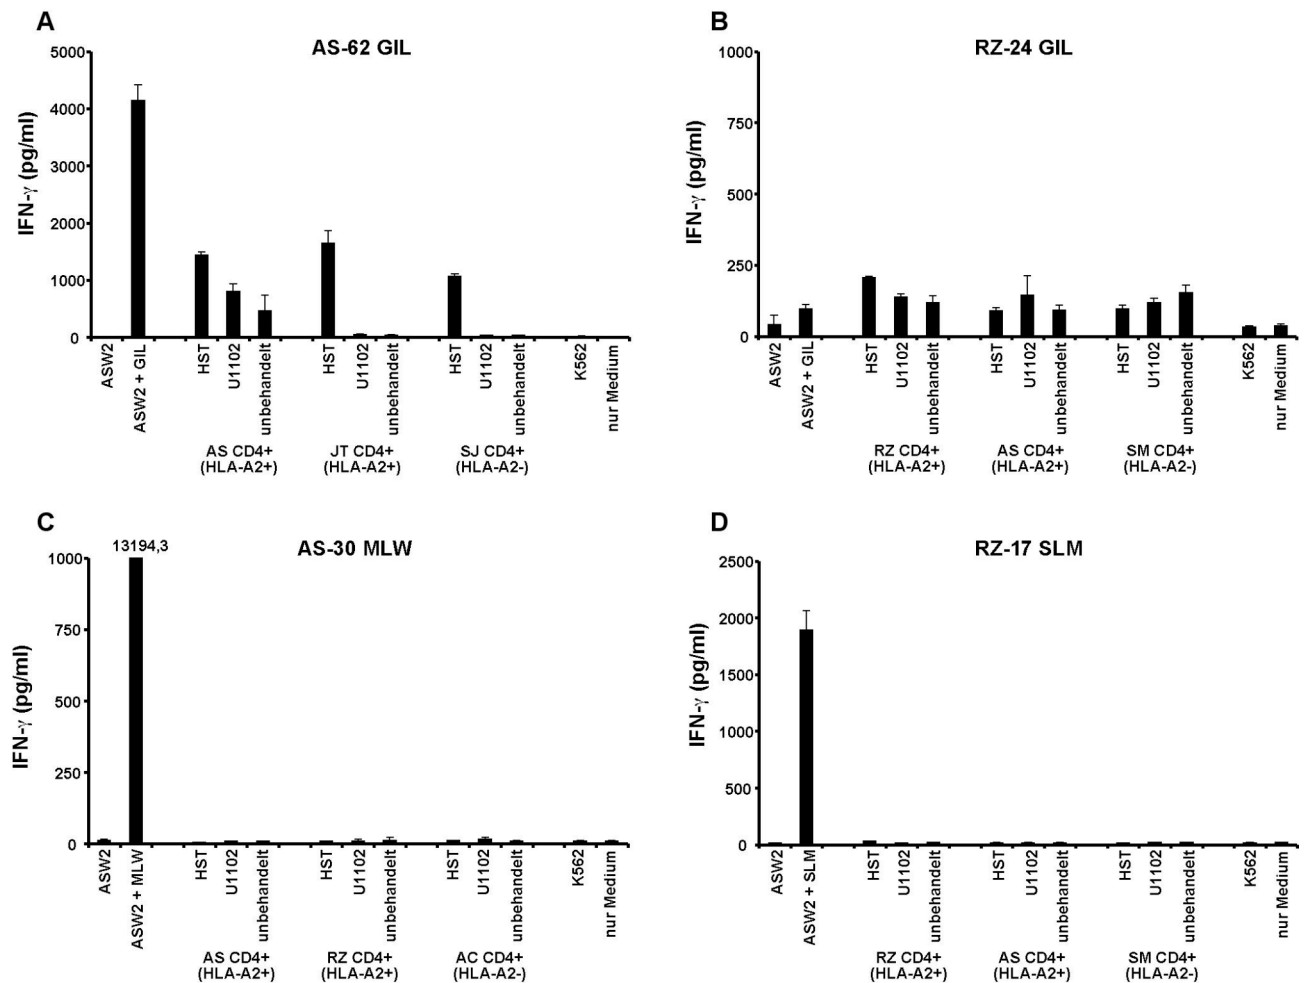 A
AS-62 GIL
IFN-γ (pg/ml)
5000
4000
3000
2000
1000
0
ASW2
ASW2 + GIL
HST
U1102
unbehandelt
HST
U1102
unbehandelt
HST
U1102
unbehandelt
K562
nur Medium
AS CD4+
(HLA-A2+)
JT CD4+
(HLA-A2+)
SJ CD4+
(HLA-A2-)
B
RZ-24 GIL
IFN-γ (pg/ml)
1000
750
500
250
0
ASW2
ASW2 + GIL
HST
U1102
unbehandelt
HST
U1102
unbehandelt
HST
U1102
unbehandelt
K562
nur Medium
RZ CD4+
(HLA-A2+)
AS CD4+
(HLA-A2+)
SM CD4+
(HLA-A2-)
C
13194,3
AS-30 MLW
IFN-γ (pg/ml)
1000
750
500
250
0
ASW2
ASW2 + MLW
HST
U1102
unbehandelt
HST
U1102
unbehandelt
HST
U1102
unbehandelt
K562
nur Medium
AS CD4+
(HLA-A2+)
RZ CD4+
(HLA-A2+)
AC CD4+
(HLA-A2-)
D
RZ-17 SLM
IFN-γ (pg/ml)
2500
2000
1500
1000
500
0
ASW2
ASW2 + SLM
HST
U1102
unbehandelt
HST
U1102
unbehandelt
HST
U1102
unbehandelt
K562
nur Medium
RZ CD4+
(HLA-A2+)
AS CD4+
(HLA-A2+)
SM CD4+
(HLA-A2-)